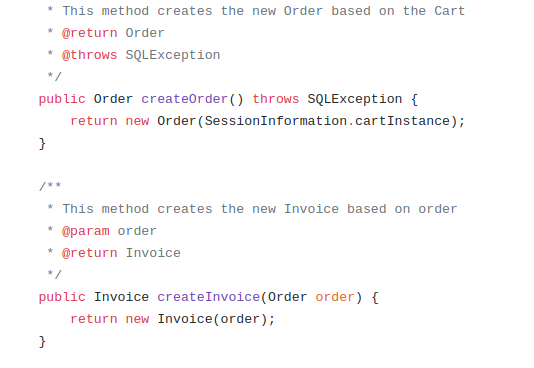 * This method creates the new Order based on the Cart
* @return Order
* @throws SQLException
*/
public Order createOrder() throws SQLException {
return new Order(SessionInformation.cartInstance);
}
/**
* This method creates the new Invoice based on order
* @param order
* @return Invoice
*/
public Invoice createInvoice(Order order) {
return new Invoice(order);
}